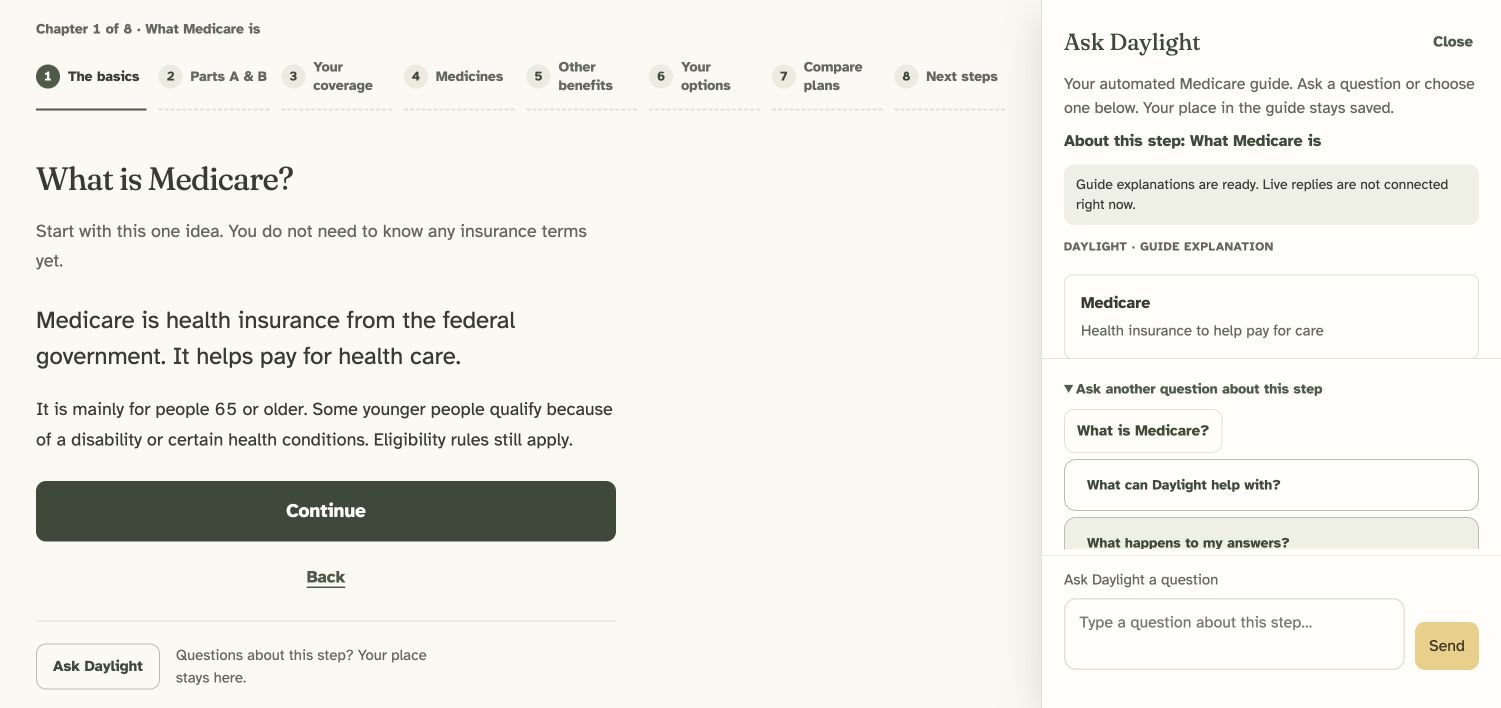 Chapter 1 of 8 · What Medicare is
1 The basics
2 Parts A & B
3 Your coverage
4 Medicines
5 Other benefits
6 Your options
7 Compare plans
8 Next steps
What is Medicare?
Start with this one idea. You do not need to know any insurance terms
yet.
Medicare is health insurance from the federal
government. It helps pay for health care.
It is mainly for people 65 or older. Some younger people qualify because
of a disability or certain health conditions. Eligibility rules still apply.
Continue
Back
Ask Daylight
Questions about this step? Your place
stays here.
Ask Daylight
Close
Your automated Medicare guide. Ask a question or choose
one below. Your place in the guide stays saved.
About this step: What Medicare is
Guide explanations are ready. Live replies are not connected
right now.
DAYLIGHT · GUIDE EXPLANATION
Medicare
Health insurance to help pay for care
▼ Ask another question about this step
What is Medicare?
What can Daylight help with?
What happens to my answers?
Ask Daylight a question
Type a question about this step...
Send